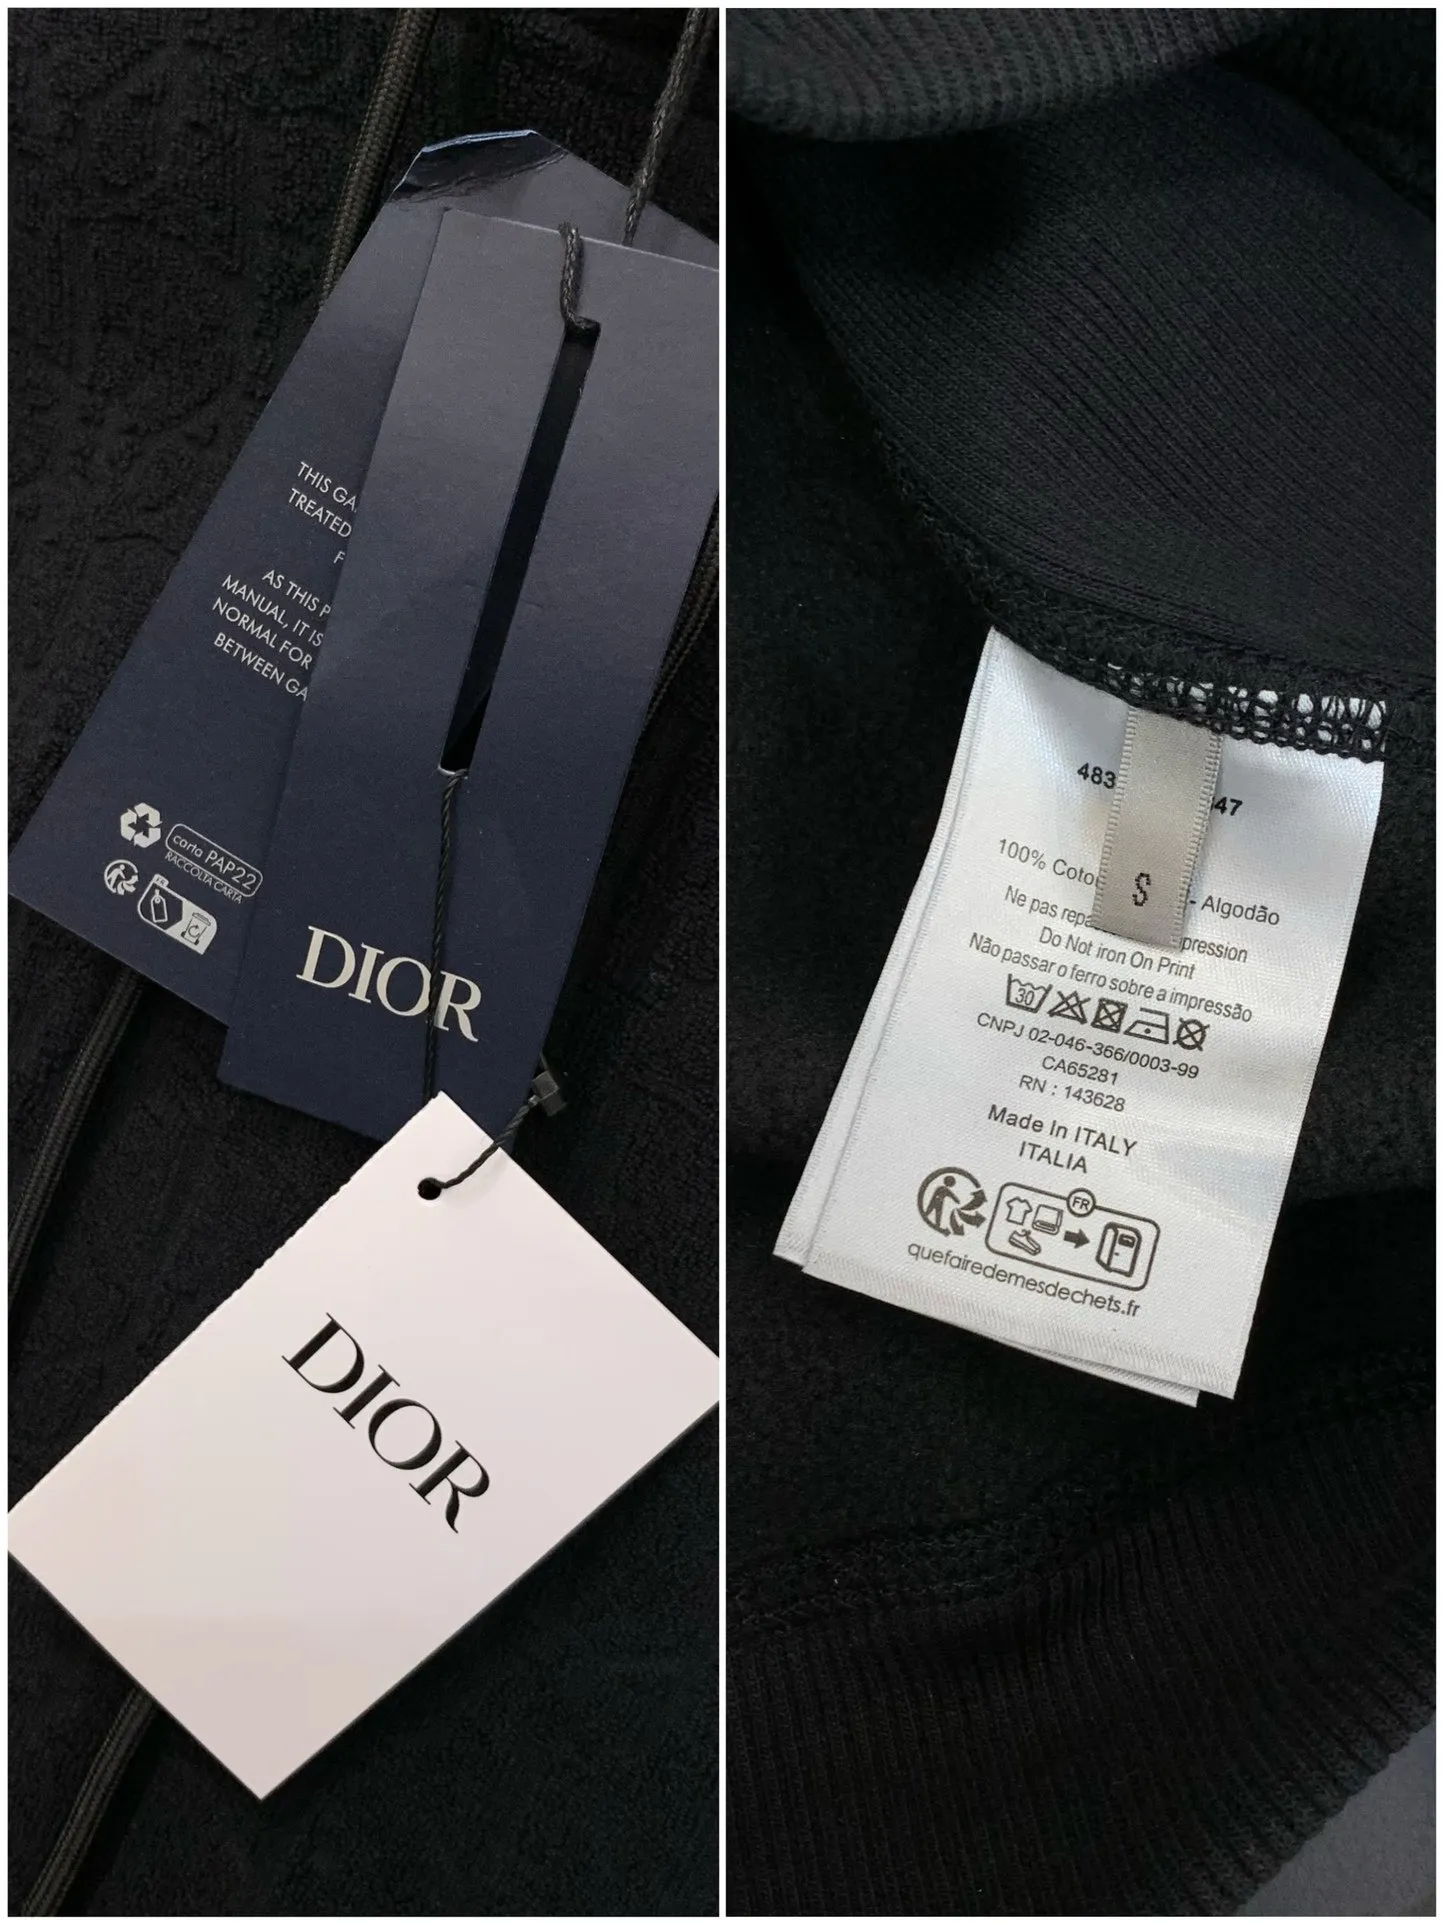 THIS GA
TREATED
F
AS THIS P
MANUAL, IT IS
NORMAL FOR
BETWEEN GA
carta PAP22
RACCOLTA CARTA
FR
DIOR
DIOR
483 47
S
100% Coto - Algodão
Ne pas repa pression
Do Not iron On Print
Não passar o ferro sobre a impressão
30
CNPJ 02-046-366/0003-99
CA65281
RN : 143628
Made In ITALY
ITALIA
FR
quefairedemesdechets.fr